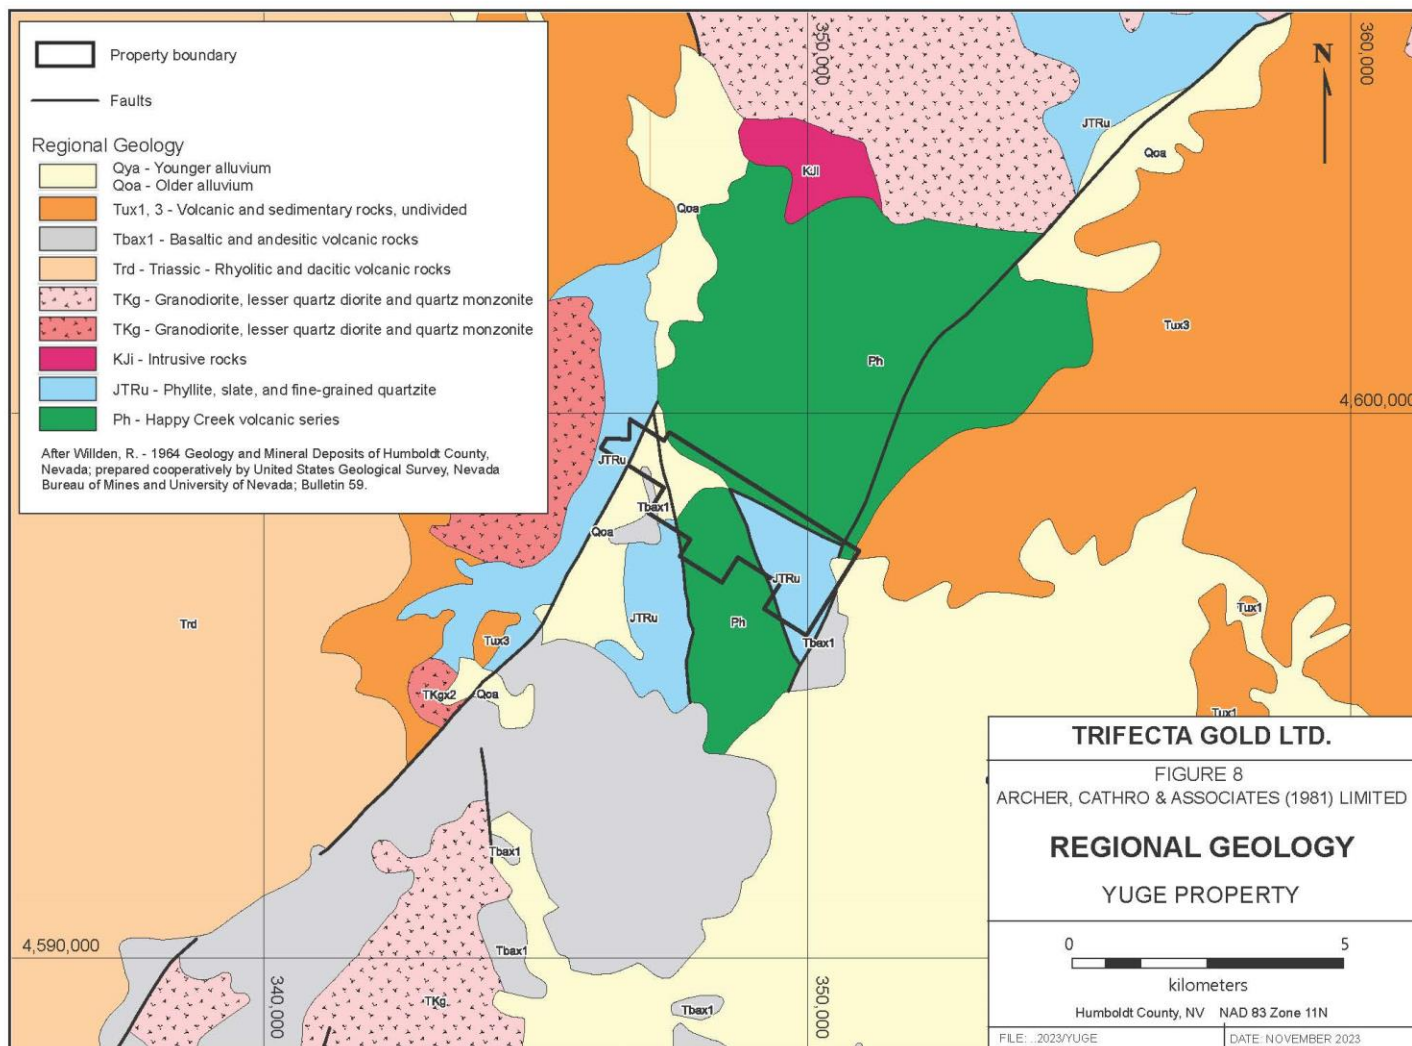 Property boundary
Faults
Regional Geology
Qya - Younger alluvium
Qoa - Older alluvium
Tux1, 3 - Volcanic and sedimentary rocks, undivided
Tbax1 - Basaltic and andesitic volcanic rocks
Trd - Triassic - Rhyolitic and dacitic volcanic rocks
TKg - Granodiorite, lesser quartz diorite and quartz monzonite
TKg - Granodiorite, lesser quartz diorite and quartz monzonite
KJi - Intrusive rocks
JTRu - Phyllite, slate, and fine-grained quartzite
Ph - Happy Creek volcanic series
After Willden, R. - 1964 Geology and Mineral Deposits of Humboldt County,
Nevada; prepared cooperatively by United States Geological Survey, Nevada
Bureau of Mines and University of Nevada; Bulletin 59.
350,000
360,000
N
JTRu
Qoa
KJI
Qoa
Tux3
Ph
4,600,000
JTRu
Tbax1
Qoa
JTRu
Tux1
JTRu
Ph
Trd
Tux3
Tbax1
TKgx2
Qoa
Tux1
Tbax1
4,590,000
Tbax1
TKg
Tbax1
340,000
350,000
TRIFECTA GOLD LTD.
FIGURE 8
ARCHER, CATHRO & ASSOCIATES (1981) LIMITED
REGIONAL GEOLOGY
YUGE PROPERTY
0 5
kilometers
Humboldt County, NV NAD 83 Zone 11N
FILE: ..2023/YUGE DATE: NOVEMBER 2023